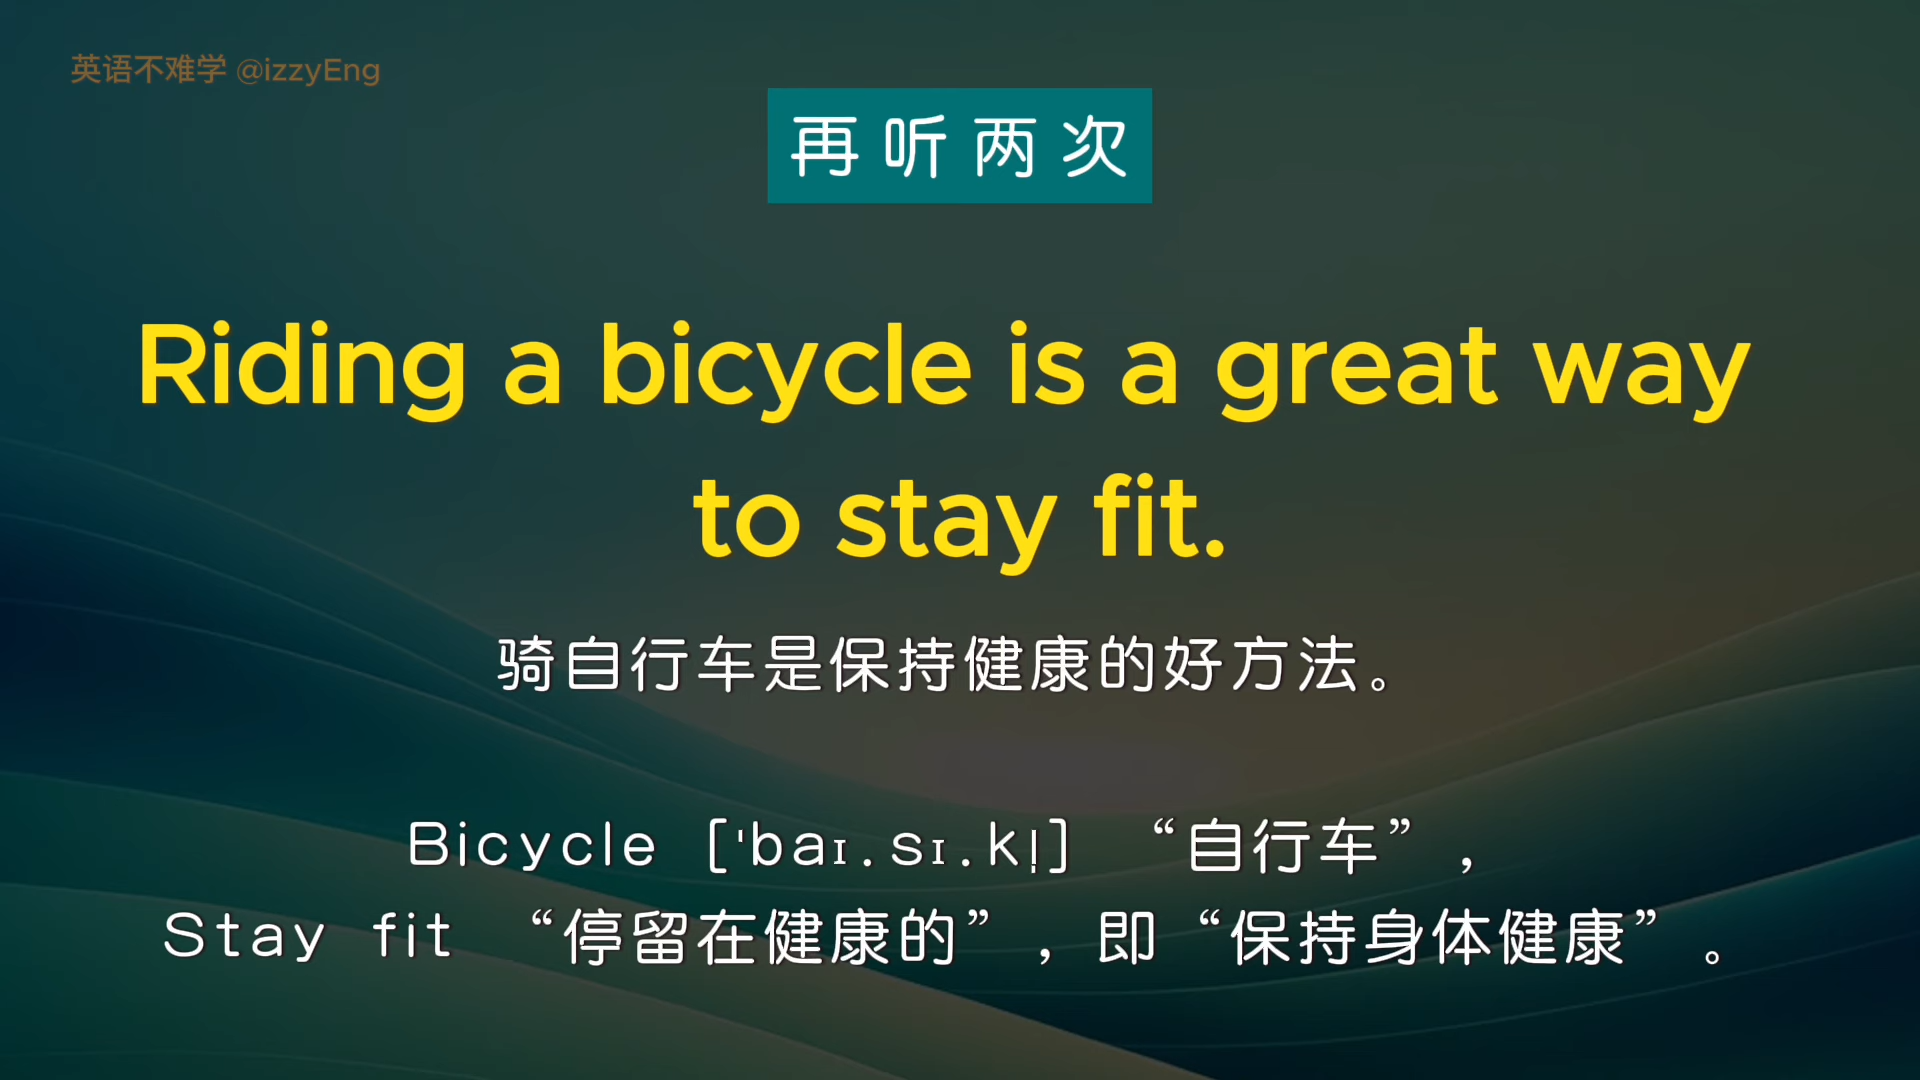 英语不难学 @izzyEng
再听两次
Riding a bicycle is a great way
to stay fit.
骑自行车是保持健康的好方法。
Bicycle [ˈbaɪ.sɪ.kl̩] “自行车”，
Stay fit “停留在健康的”，即“保持身体健康”。